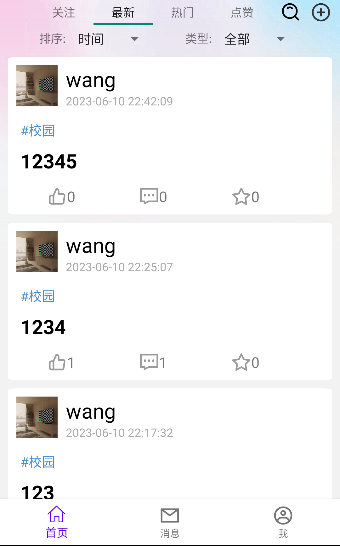 关注 最新 热门 点赞
排序: 时间 类型: 全部
wang
2023-06-10 22:42:09
#校园
12345
0 0 0
wang
2023-06-10 22:25:07
#校园
1234
1 1 0
wang
2023-06-10 22:17:32
#校园
123
首页 消息 我